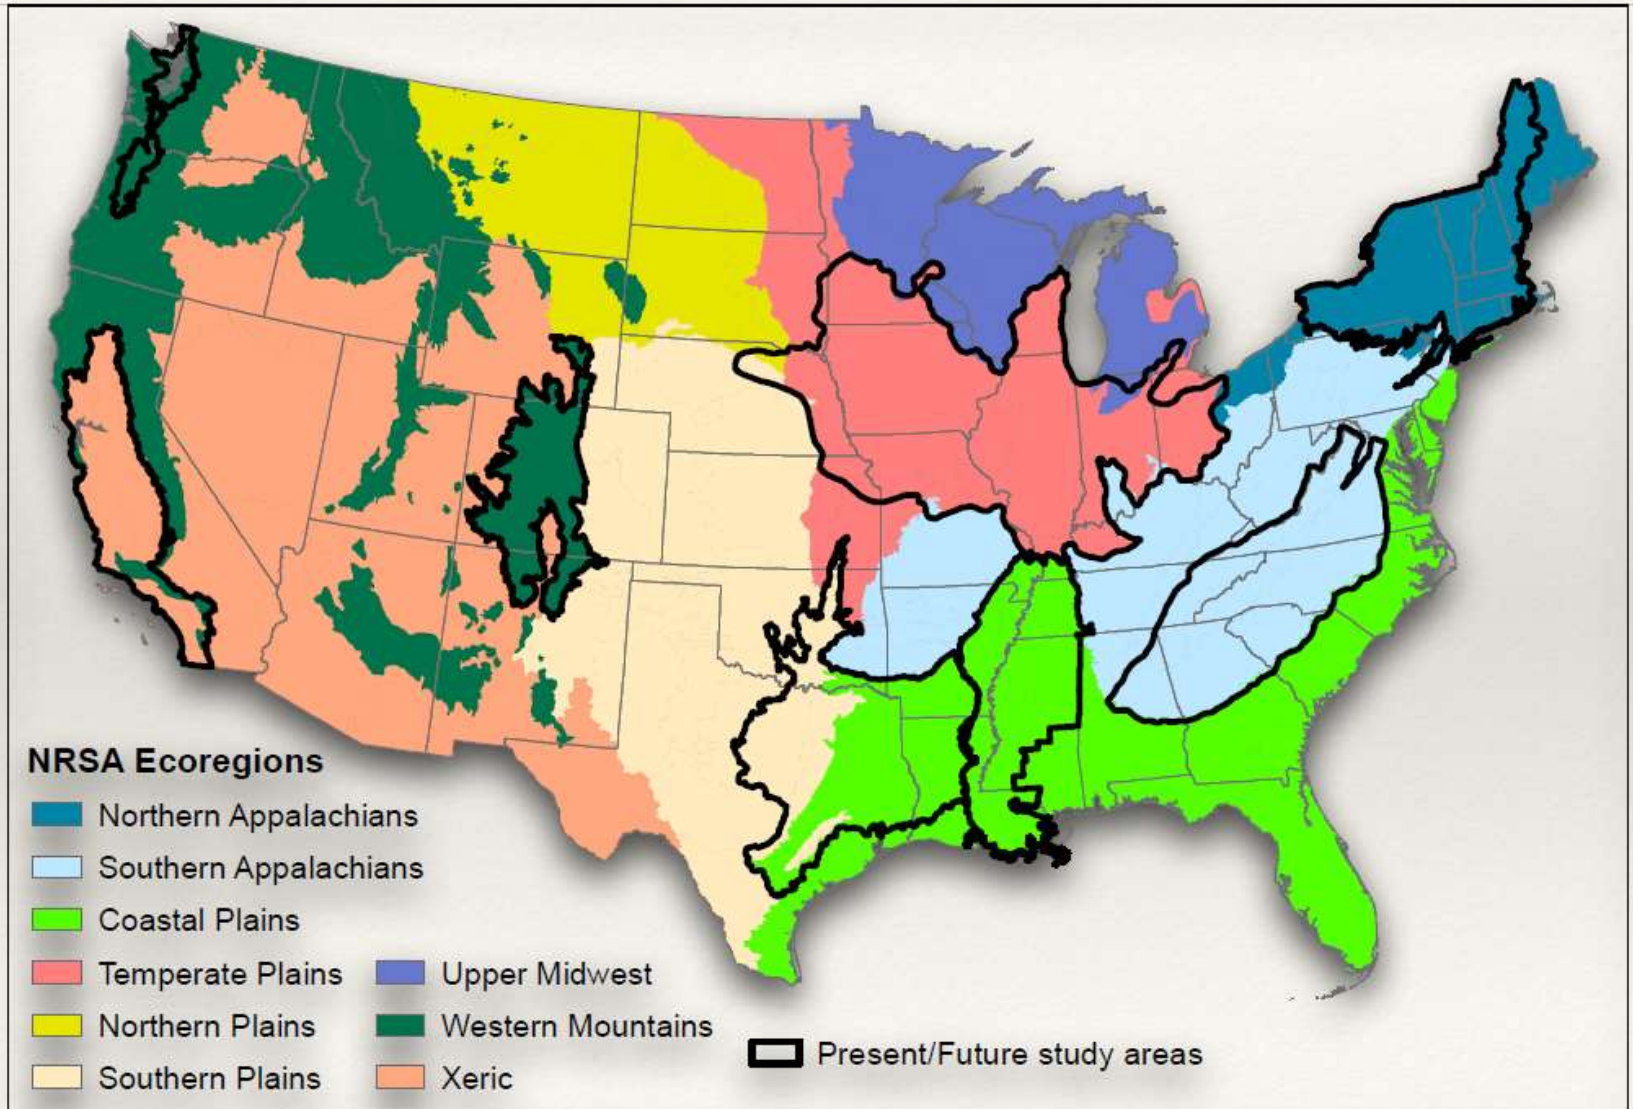 NRSA Ecoregions
Northern Appalachians
Southern Appalachians
Coastal Plains
Temperate Plains
Northern Plains
Southern Plains
Upper Midwest
Western Mountains
Xeric
Present/Future study areas